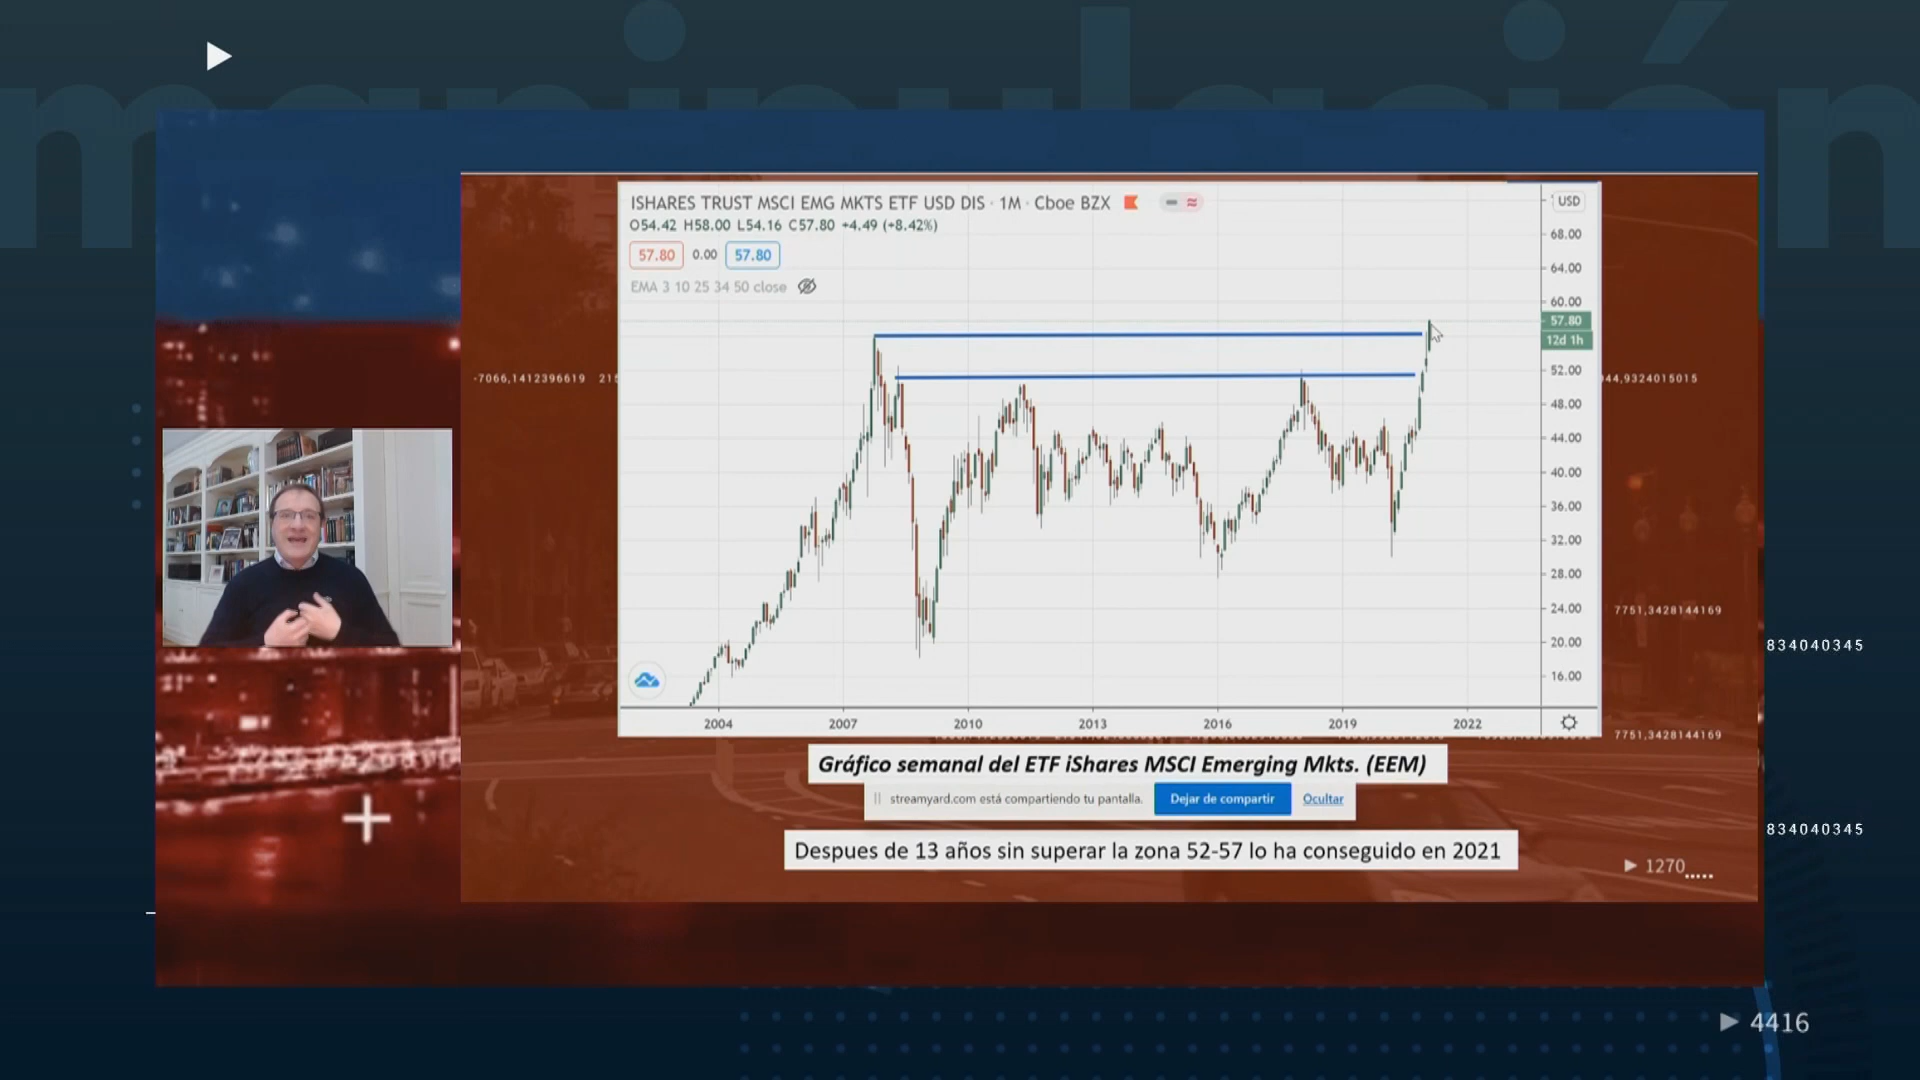 manipulación
ISHARES TRUST MSCI EMG MKTS ETF USD DIS · 1M · Cboe BZX
O54.42 H58.00 L54.16 C57.80 +4.49 (+8.42%)
57.80 0.00 57.80
EMA 3 10 25 34 50 close
USD
68.00
64.00
60.00
57.80
12d 1h
52.00
48.00
44.00
40.00
36.00
32.00
28.00
24.00
20.00
16.00
2004 2007 2010 2013 2016 2019 2022
-7066,1412396619
44,9324015015
7751,3428144169
834040345
7751,3428144169
Gráfico semanal del ETF iShares MSCI Emerging Mkts. (EEM)
streamyard.com está compartiendo tu pantalla. Dejar de compartir Ocultar
834040345
Despues de 13 años sin superar la zona 52-57 lo ha conseguido en 2021
1270
4416